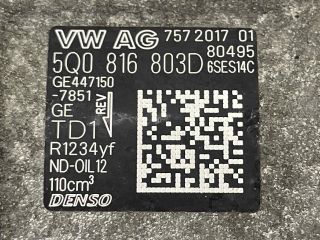 VW AG 757 2017 01
80495
5Q0 816 803D 6SES14C
GE447150
-7851
REV
GE
TD1
R1234yf
ND-OIL12
110cm³
DENSO